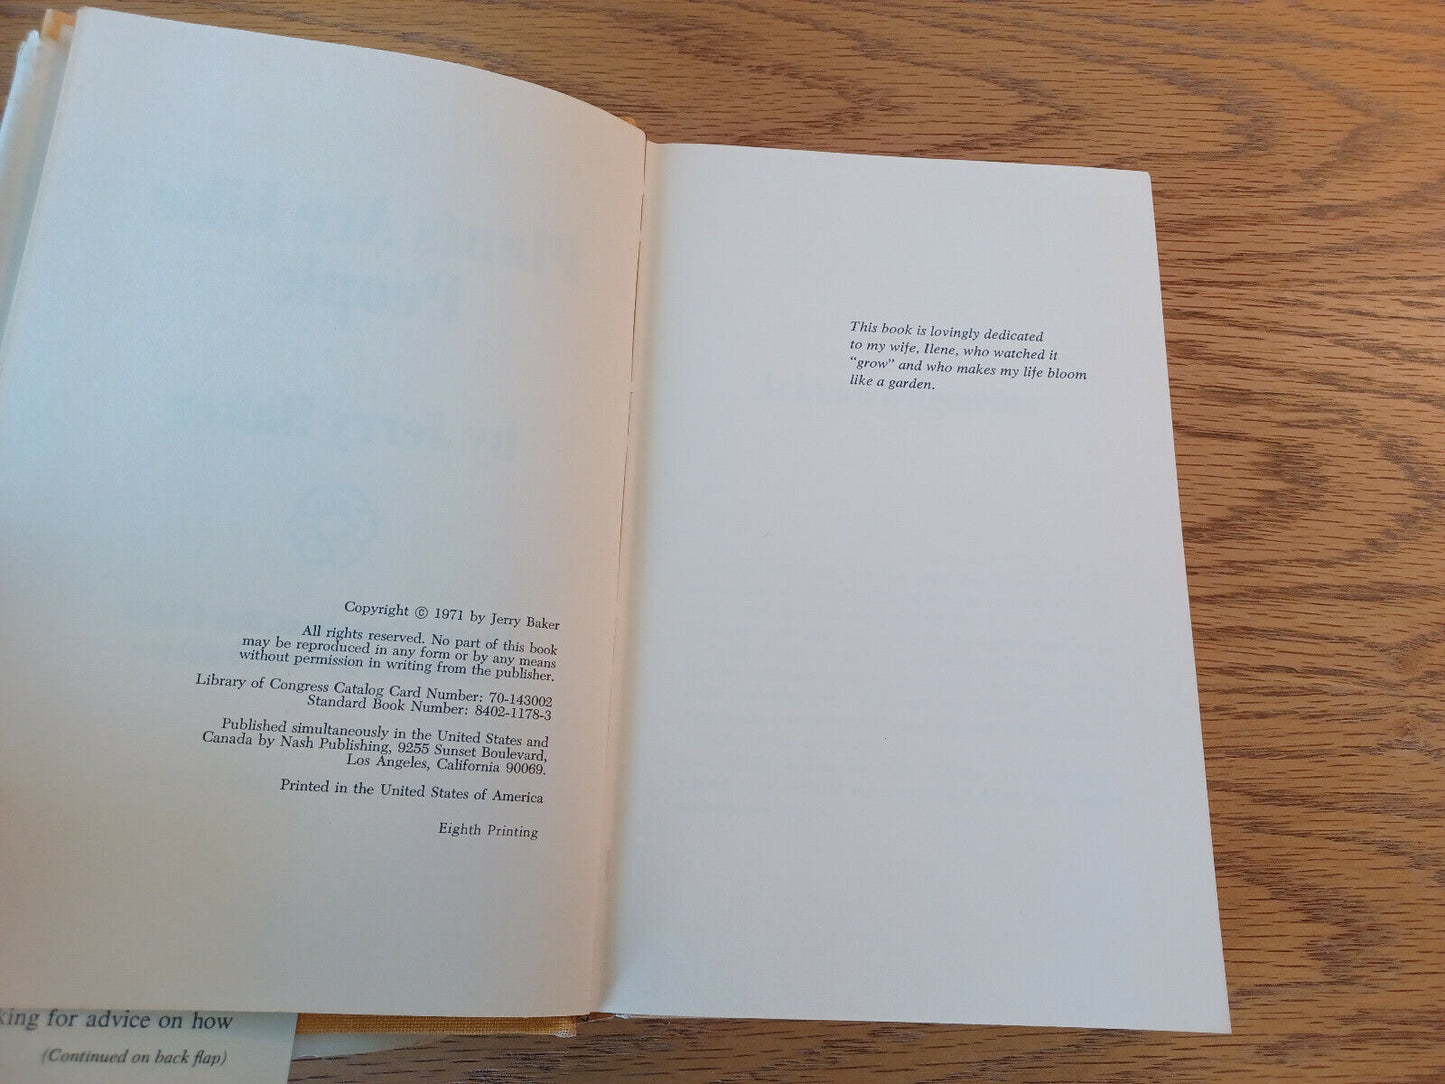 Copyright © 1971 by Jerry Baker
All rights reserved. No part of this book
may be reproduced in any form or by any means
without permission in writing from the publisher.
Library of Congress Catalog Card Number: 70-143002
Standard Book Number: 8402-1178-3
Published simultaneously in the United States and
Canada by Nash Publishing, 9255 Sunset Boulevard,
Los Angeles, California 90069.
Printed in the United States of America
Eighth Printing
king for advice on how
(Continued on back flap)
This book is lovingly dedicated
to my wife, Ilene, who watched it
“grow” and who makes my life bloom
like a garden.